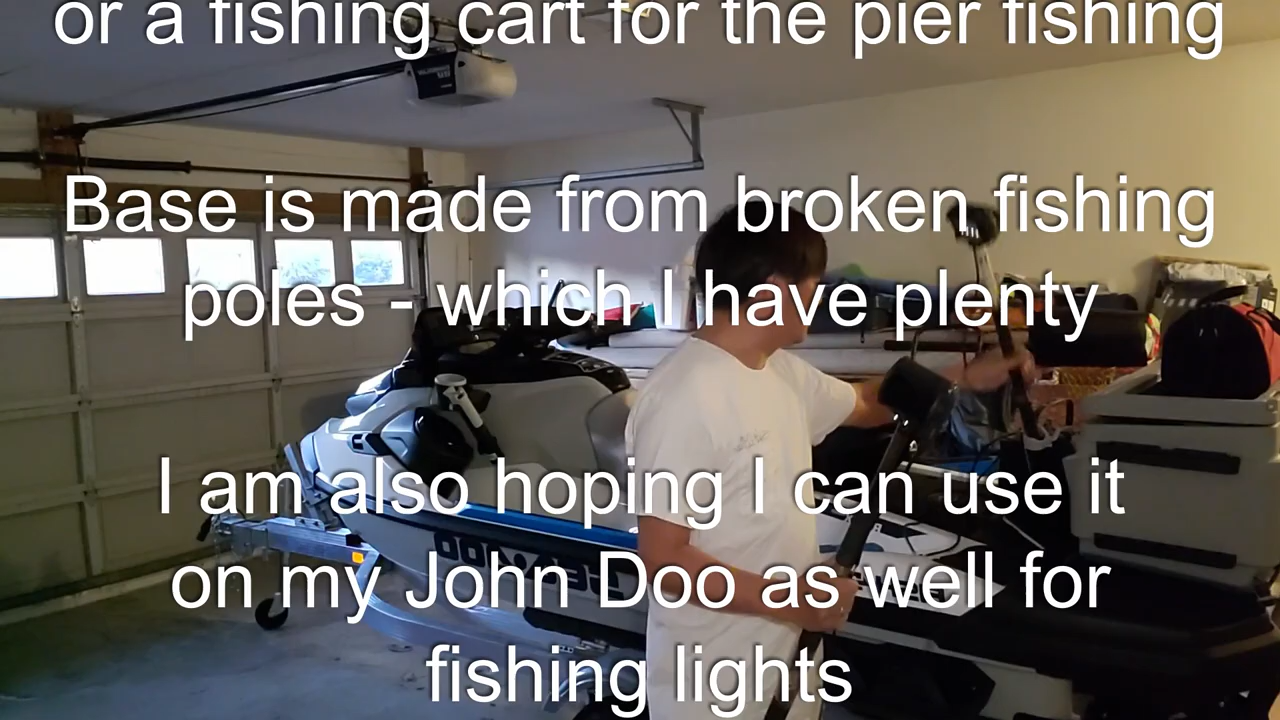 or a fishing cart for the pier fishing
Base is made from broken fishing
poles - which I have plenty
I am also hoping I can use it
on my John Doo as well for
fishing lights